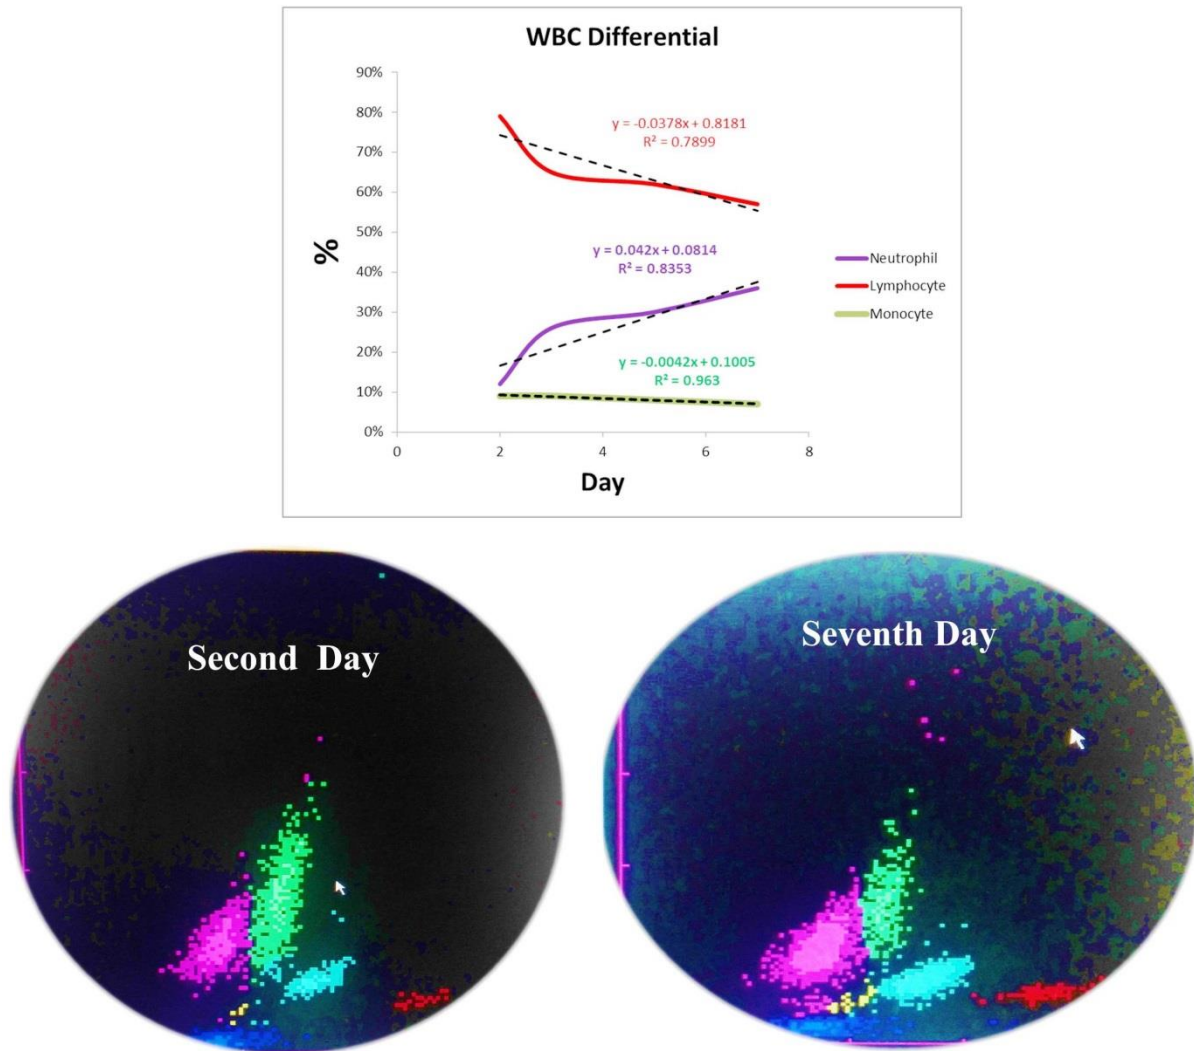 WBC Differential
90%
80%
70%
60%
50%
40%
30%
20%
10%
0%
0
2
4
6
8
%
Day
y = -0.0378x + 0.8181
R² = 0.7899
y = 0.042x + 0.0814
R² = 0.8353
y = -0.0042x + 0.1005
R² = 0.963
Neutrophil
Lymphocyte
Monocyte
Second Day
Seventh Day